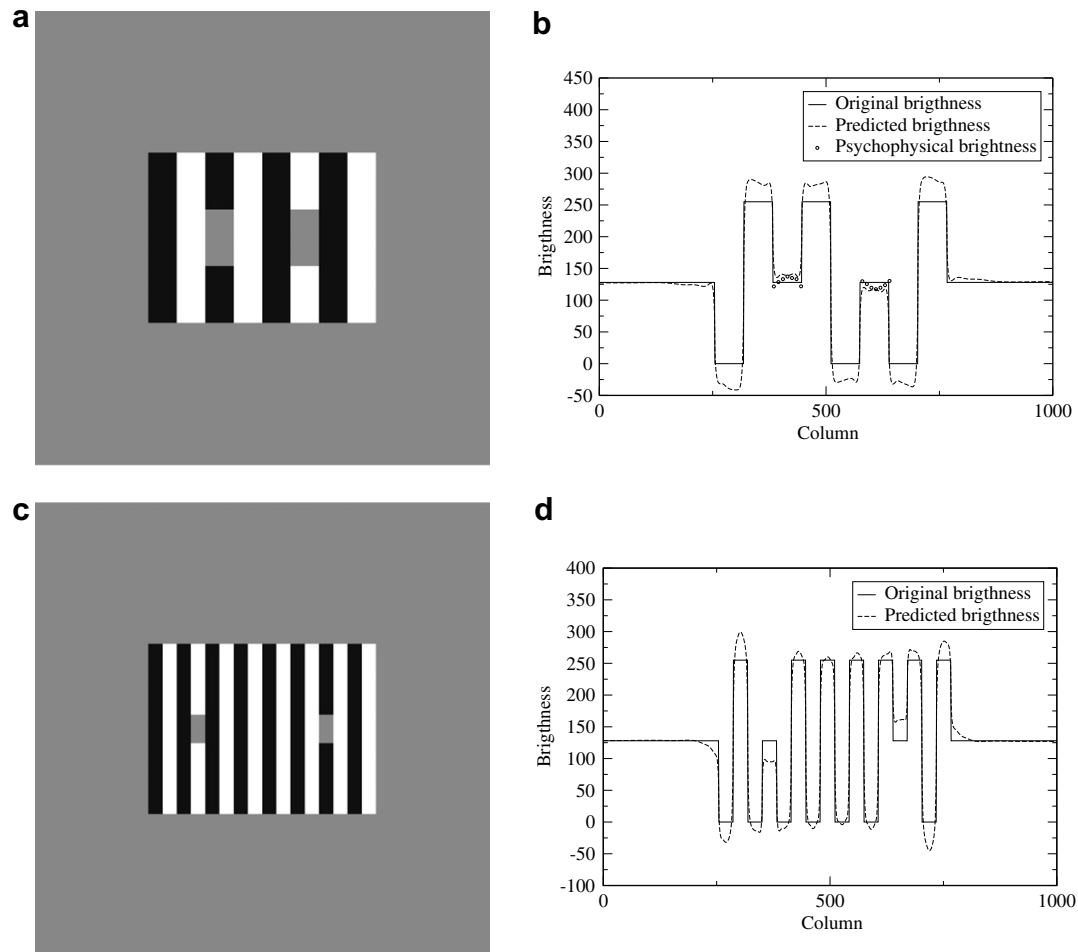 a
b
450
400
350
300
250
200
150
100
50
0
-50
Brigthness
Original brigthness
Predicted brigthness
Psychophysical brightness
0 500 1000
Column
c
d
400
350
300
250
200
150
100
50
0
-50
-100
Brigthness
Original brigthness
Predicted brigthness
0 500 1000
Column